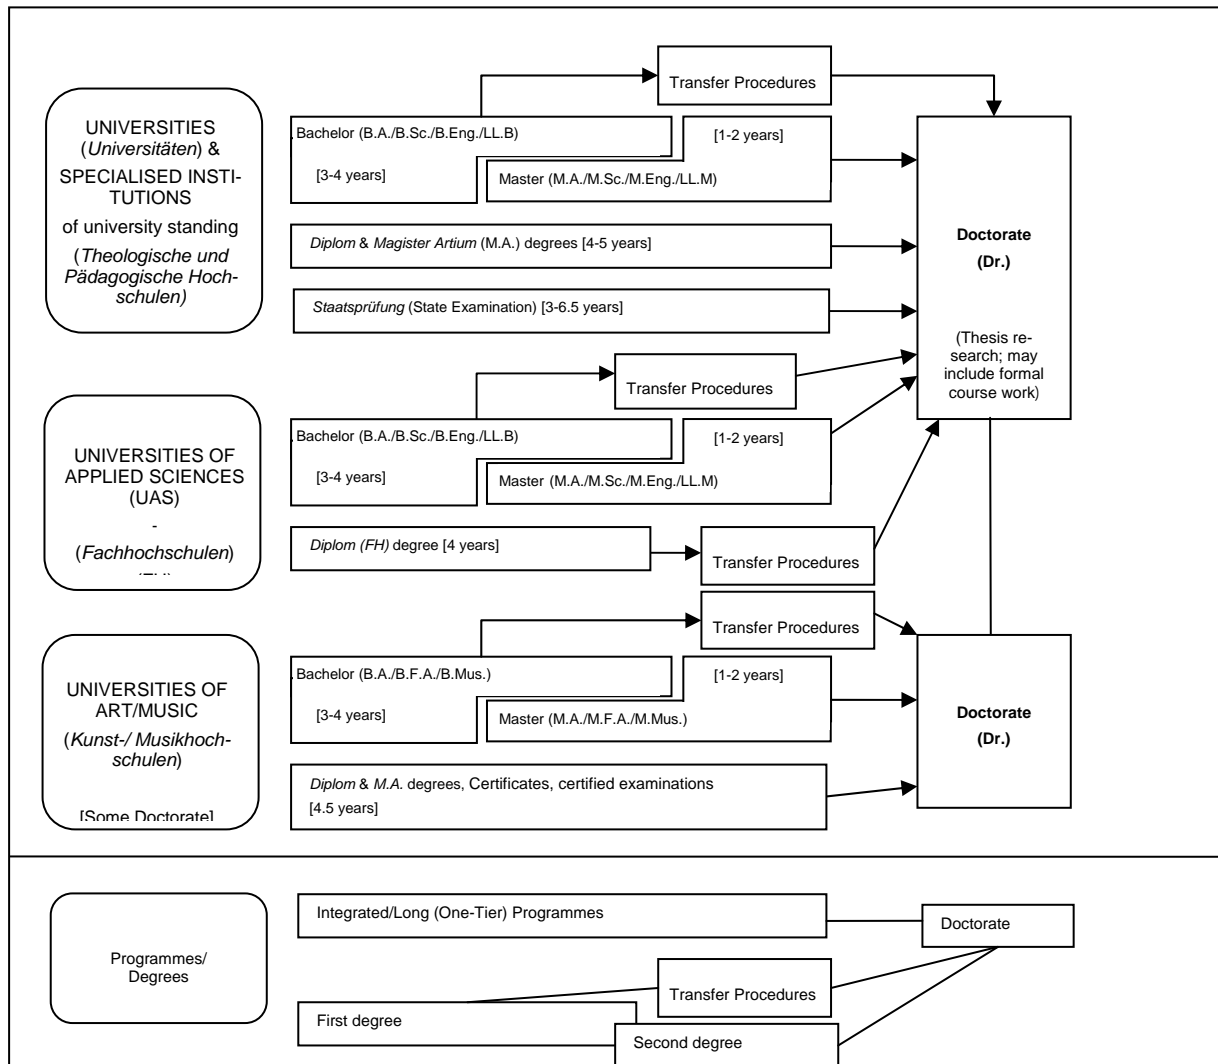 Transfer Procedures
UNIVERSITIES
(Universitäten) &
SPECIALISED INSTI-
TUTIONS
of university standing
(Theologische und
Pädagogische Hoch-
schulen)
Bachelor (B.A./B.Sc./B.Eng./LL.B)
[3-4 years]
[1-2 years]
Master (M.A./M.Sc./M.Eng./LL.M)
Diplom & Magister Artium (M.A.) degrees [4-5 years]
Staatsprüfung (State Examination) [3-6.5 years]
Doctorate
(Dr.)
(Thesis re-
search; may
include formal
course work)
Transfer Procedures
UNIVERSITIES OF
APPLIED SCIENCES
(UAS)
-
(Fachhochschulen)
Bachelor (B.A./B.Sc./B.Eng./LL.B)
[3-4 years]
[1-2 years]
Master (M.A./M.Sc./M.Eng./LL.M)
Diplom (FH) degree [4 years]
Transfer Procedures
Transfer Procedures
UNIVERSITIES OF
ART/MUSIC
(Kunst-/ Musikhoch-
schulen)
[Some Doctorate]
Bachelor (B.A./B.F.A./B.Mus.)
[3-4 years]
[1-2 years]
Master (M.A./M.F.A./M.Mus.)
Diplom & M.A. degrees, Certificates, certified examinations
[4.5 years]
Doctorate
(Dr.)
Programmes/
Degrees
Integrated/Long (One-Tier) Programmes
Doctorate
Transfer Procedures
First degree
Second degree